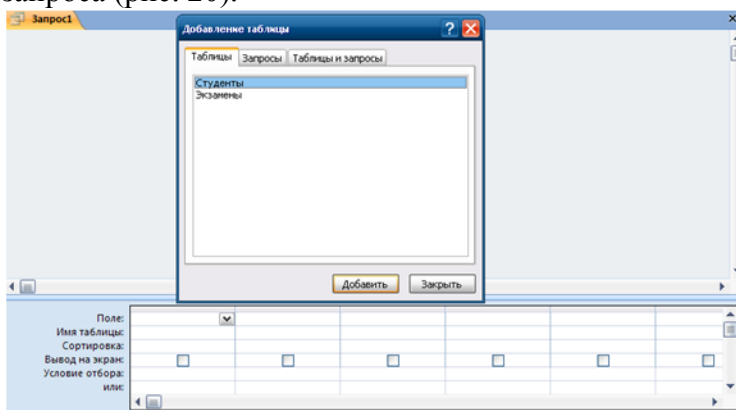 запроса (рис. 20).
Запрос1
Добавление таблицы
Таблицы Запросы Таблицы и запросы
Студенты
Экзамены
Добавить Закрыть
Поле:
Имя таблицы:
Сортировка:
Вывод на экран:
Условие отбора:
или: